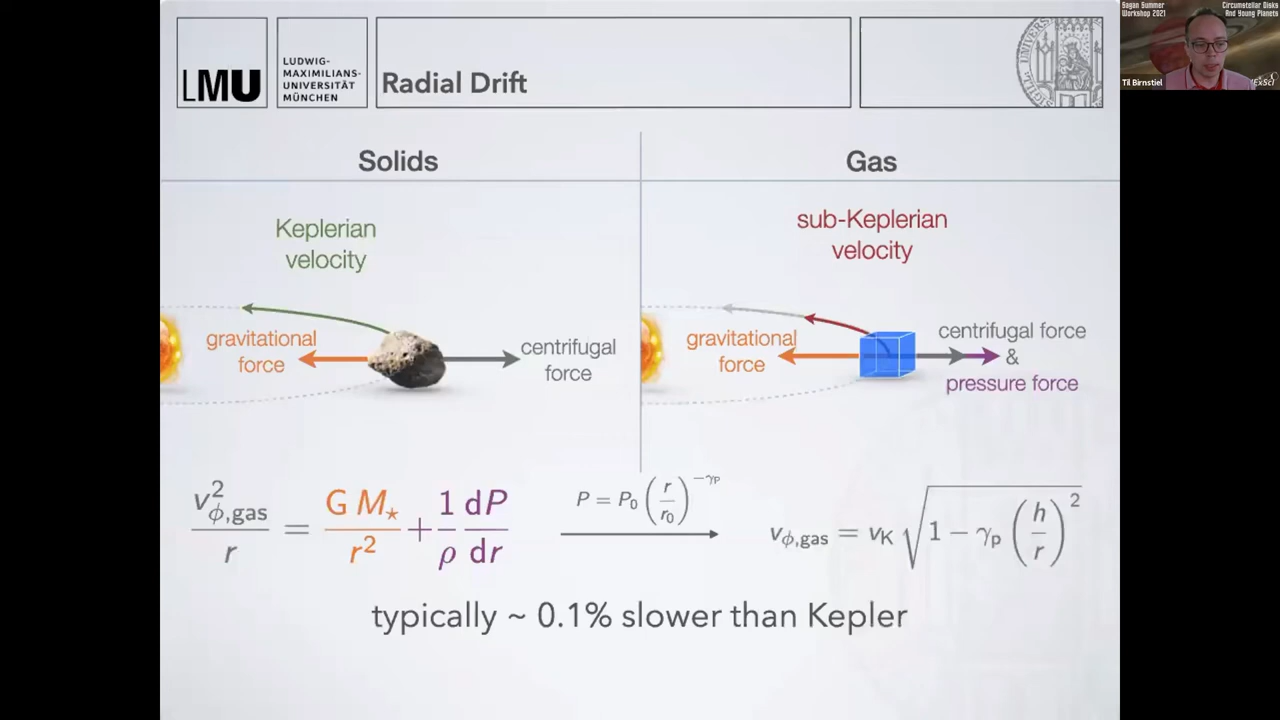 Sagan Summer
Workshop 2021
Circumstellar Disks
And Young Planets
Til Birnstiel
LMU
LUDWIG-
MAXIMILIANS-
UNIVERSITÄT
MÜNCHEN
Radial Drift
Solids
Gas
Keplerian
velocity
sub-Keplerian
velocity
gravitational
force
centrifugal
force
gravitational
force
centrifugal force
&
pressure force
v²ϕ,gas / r = G M⋆ / r² + 1/ρ dP/dr
P = P₀ (r/r₀)^−γp
vϕ,gas = vK √(1 − γp (h/r)²)
typically ~ 0.1% slower than Kepler